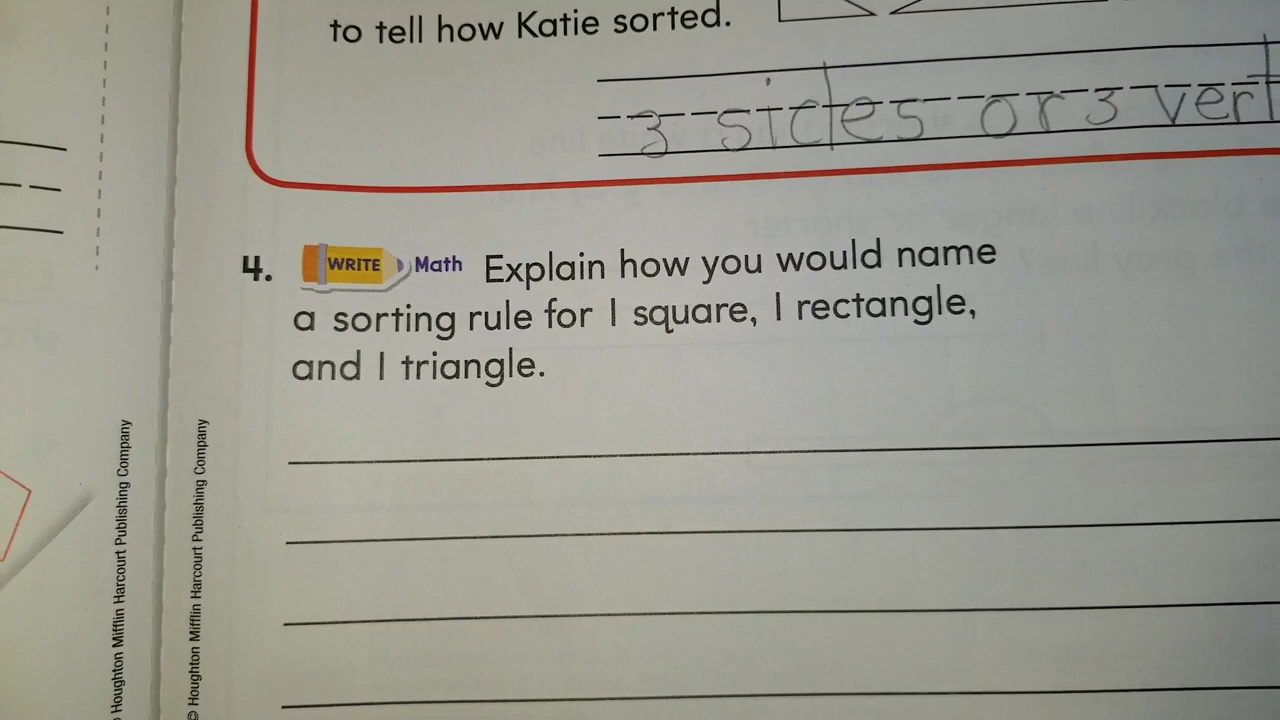 to tell how Katie sorted.
3 sides or 3 vert
4. WRITE Math Explain how you would name
a sorting rule for 1 square, 1 rectangle,
and 1 triangle.
Houghton Mifflin Harcourt Publishing Company
© Houghton Mifflin Harcourt Publishing Company